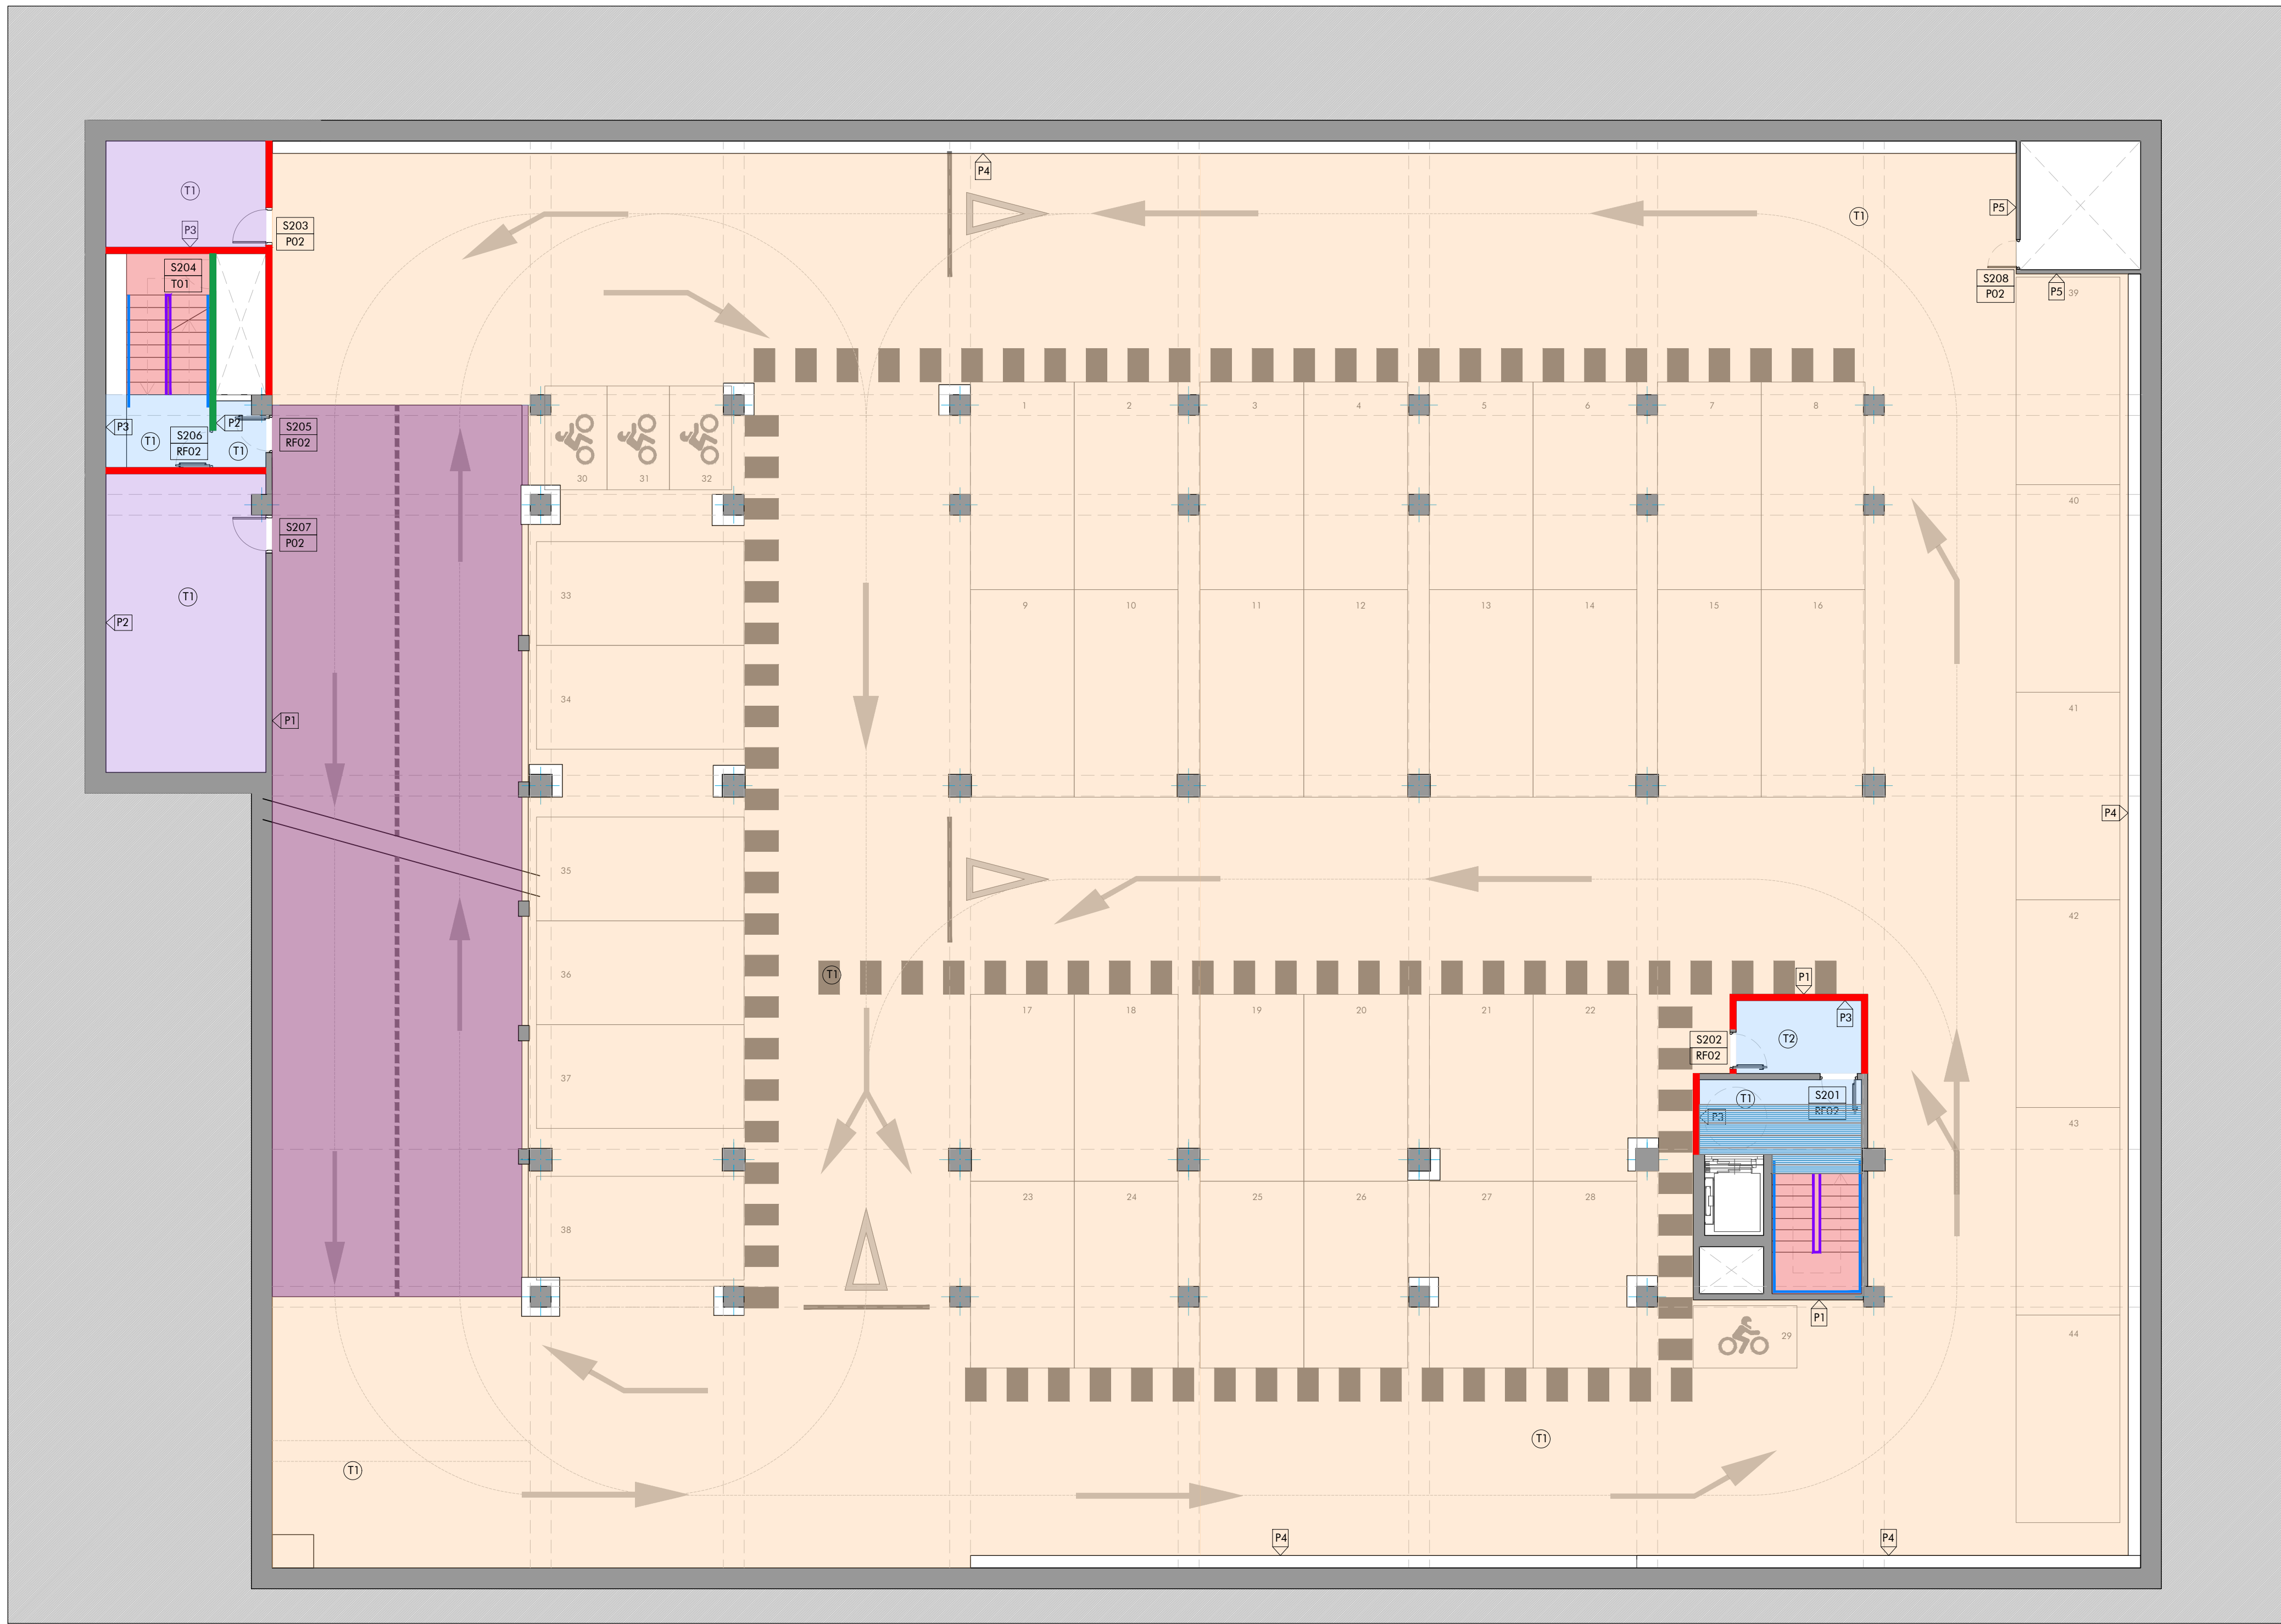 P4
T1
P5
T1
S203
P02
P3
S204
T01
S208
P02
P5
39
1
2
3
4
5
6
7
8
P3
T1
S206
RF02
P2
T1
S205
RF02
30
31
32
40
S207
P02
T1
P2
33
9
10
11
12
13
14
15
16
34
41
P1
P4
35
42
36
T1
P1
17
18
19
20
21
22
P3
S202
RF02
T2
37
T1
S201
RF02
P3
43
23
24
25
26
27
28
38
P1
29
44
T1
T1
P4
P4
T1